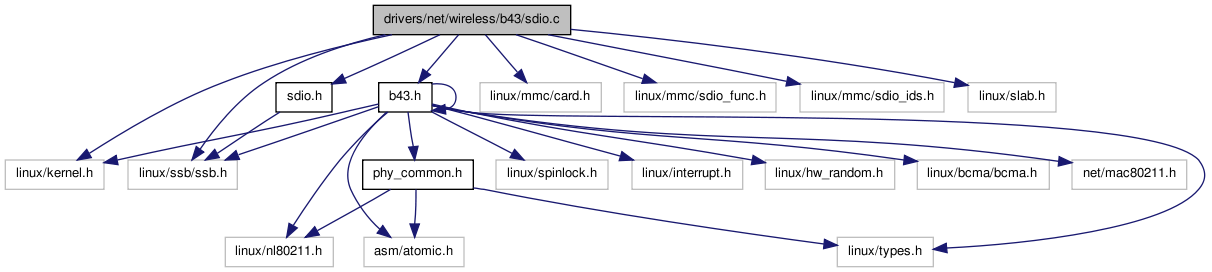 drivers/net/wireless/b43/sdio.c
sdio.h
b43.h
linux/mmc/card.h
linux/mmc/sdio_func.h
linux/mmc/sdio_ids.h
linux/slab.h
linux/kernel.h
linux/ssb/ssb.h
phy_common.h
linux/spinlock.h
linux/interrupt.h
linux/hw_random.h
linux/bcma/bcma.h
net/mac80211.h
linux/nl80211.h
asm/atomic.h
linux/types.h